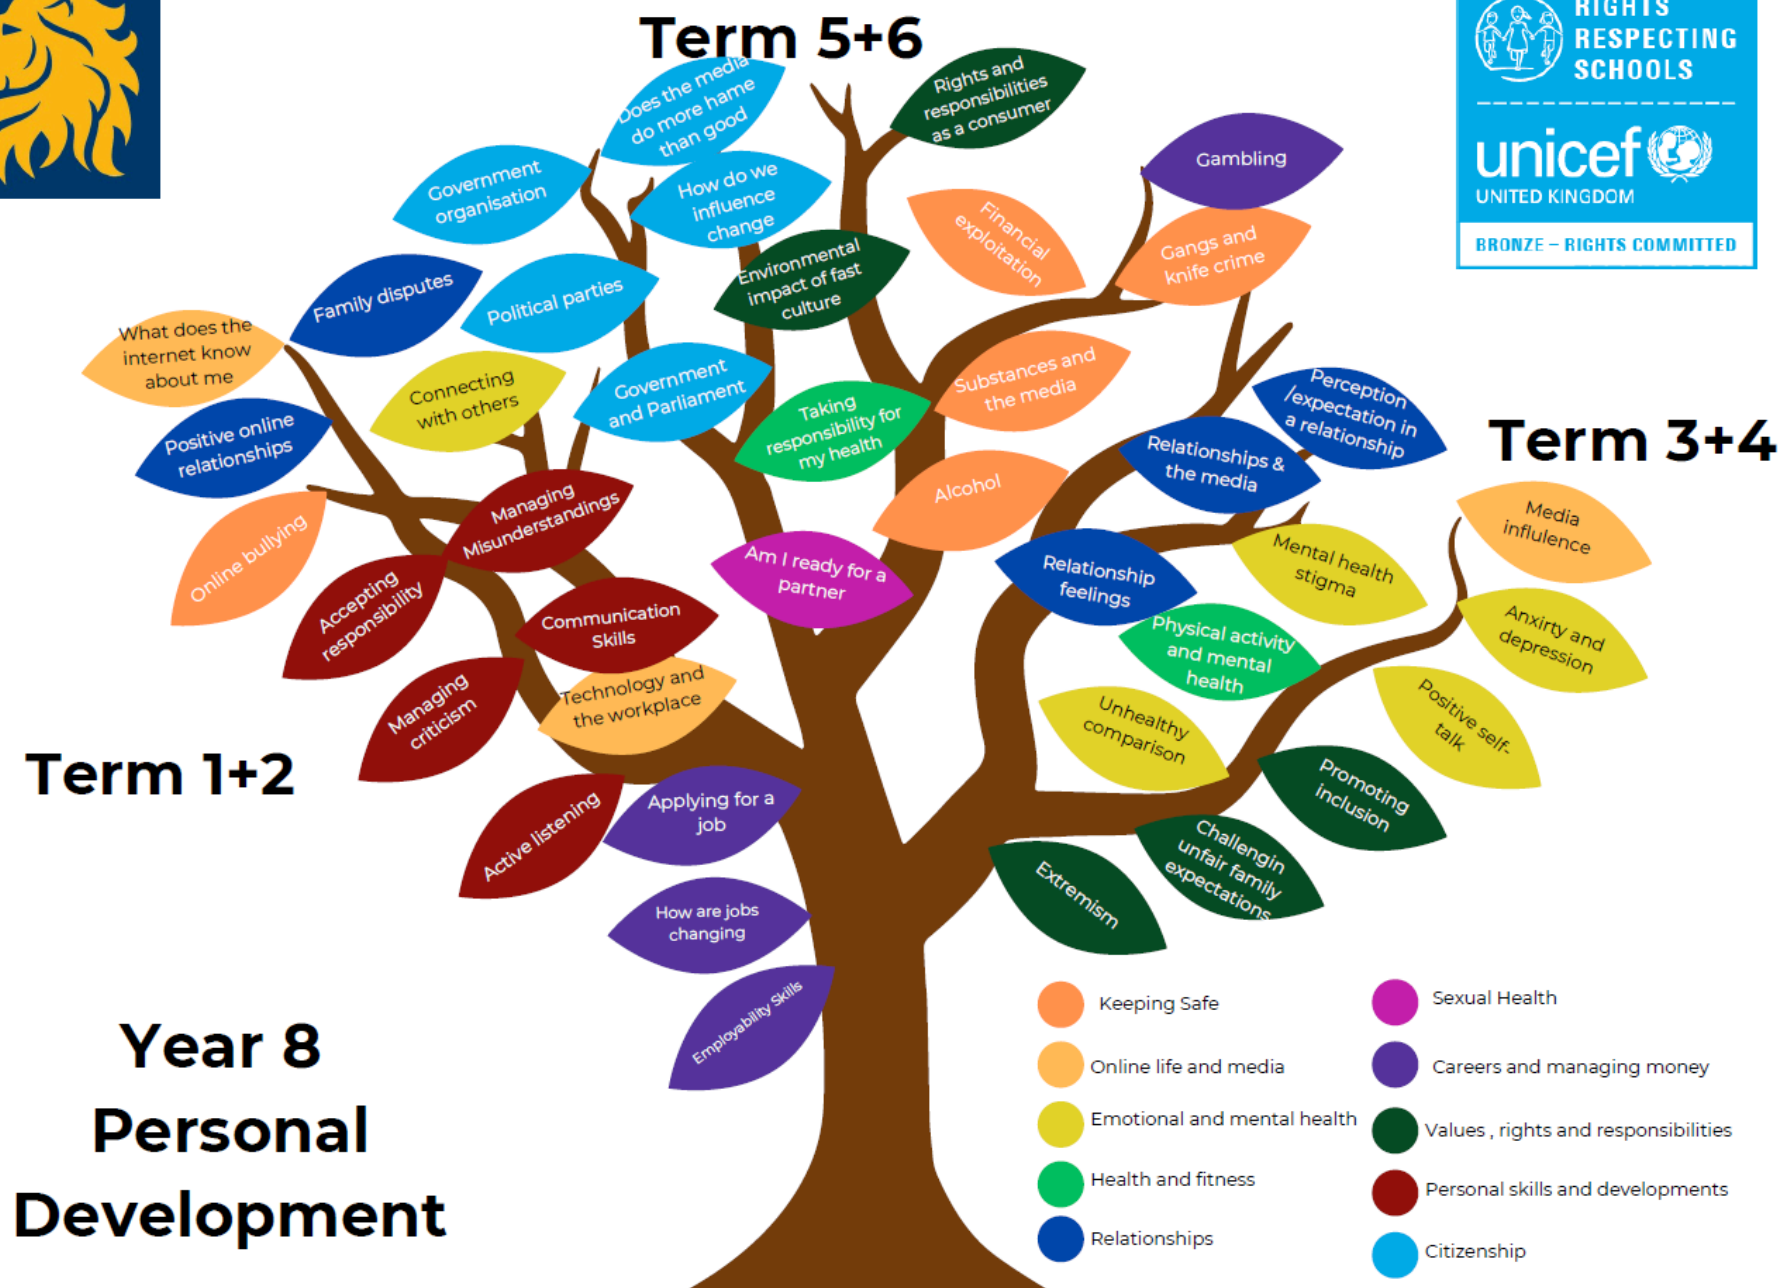 Term 5+6
RIGHTS
RESPECTING
SCHOOLS
unicef
UNITED KINGDOM
BRONZE – RIGHTS COMMITTED
Does the media
do more hame
than good
Rights and
responsibilities
as a consumer
Gambling
Government
organisation
How do we
influence
change
Financial
exploitation
Gangs and
knife crime
Environmental
impact of fast
culture
Family disputes
Political parties
What does the
internet know
about me
Connecting
with others
Government
and Parliament
Substances and
the media
Taking
responsibility for
my health
Perception
/expectation in
a relationship
Relationships &
the media
Term 3+4
Positive online
relationships
Alcohol
Managing
Misunderstandings
Media
influlence
Online bullying
Am I ready for a
partner
Relationship
feelings
Mental health
stigma
Accepting
responsibility
Communication
Skills
Physical activity
and mental
health
Anxirty and
depression
Managing
criticism
Technology and
the workplace
Unhealthy
comparison
Positive self-
talk
Term 1+2
Active listening
Applying for a
job
Promoting
inclusion
Challengin
unfair family
expectations
Extremism
How are jobs
changing
Employability Skills
Year 8
Personal
Development
Keeping Safe
Online life and media
Emotional and mental health
Health and fitness
Relationships
Sexual Health
Careers and managing money
Values , rights and responsibilities
Personal skills and developments
Citizenship